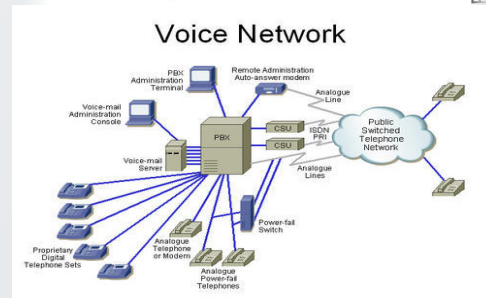 Voice Network
PBX
Administration
Terminal
Remote Administration
Auto-answer modem
Analogue
Line
Voice-mail
Administration
Console
PBX
CSU
CSU
ISDN
PRI
Public
Switched
Telephone
Network
Voice-mail
Server
Analogue
Lines
Power-fail
Switch
Proprietary
Digital
Telephone Sets
Analogue
Telephone
or Modem
Analogue
Power-fail
Telephones